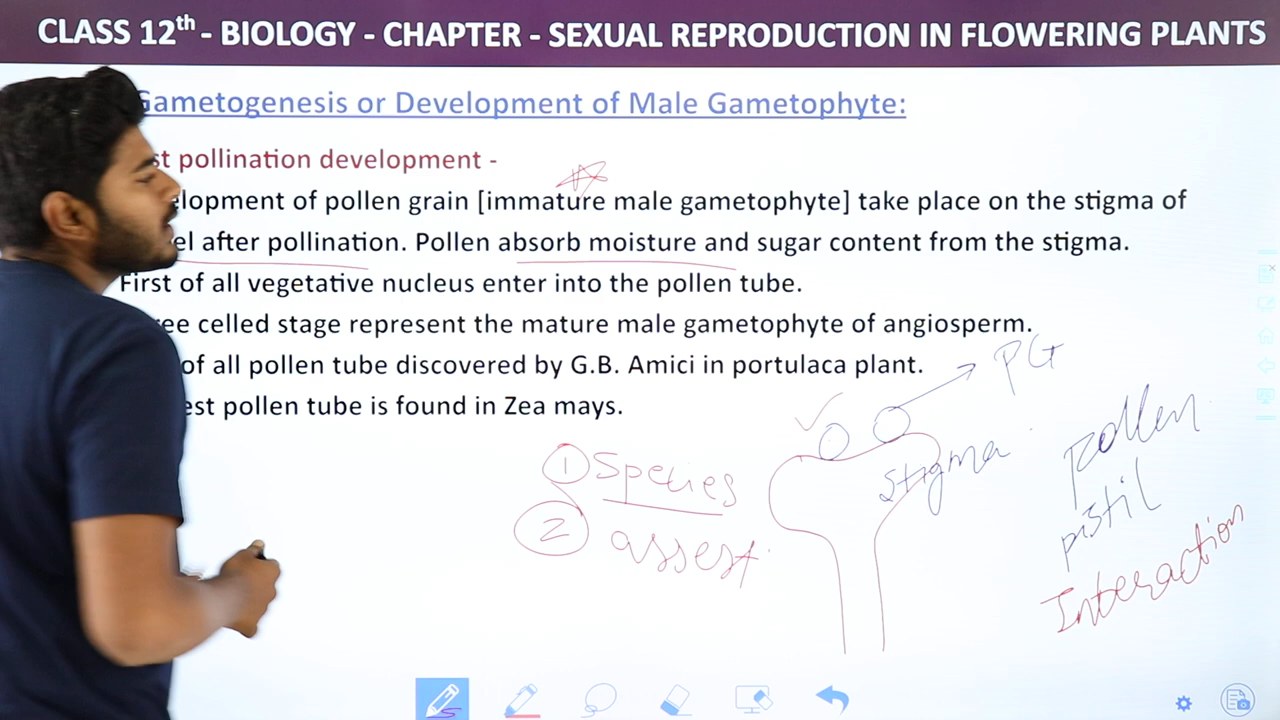 CLASS 12th - BIOLOGY - CHAPTER - SEXUAL REPRODUCTION IN FLOWERING PLANTS
Gametogenesis or Development of Male Gametophyte:
st pollination development -
elopment of pollen grain [immature male gametophyte] take place on the stigma of
el after pollination. Pollen absorb moisture and sugar content from the stigma.
First of all vegetative nucleus enter into the pollen tube.
ee celled stage represent the mature male gametophyte of angiosperm.
of all pollen tube discovered by G.B. Amici in portulaca plant.
est pollen tube is found in Zea mays.
PG
Stigma
① Species
② assest
pollen
pistil
Interaction